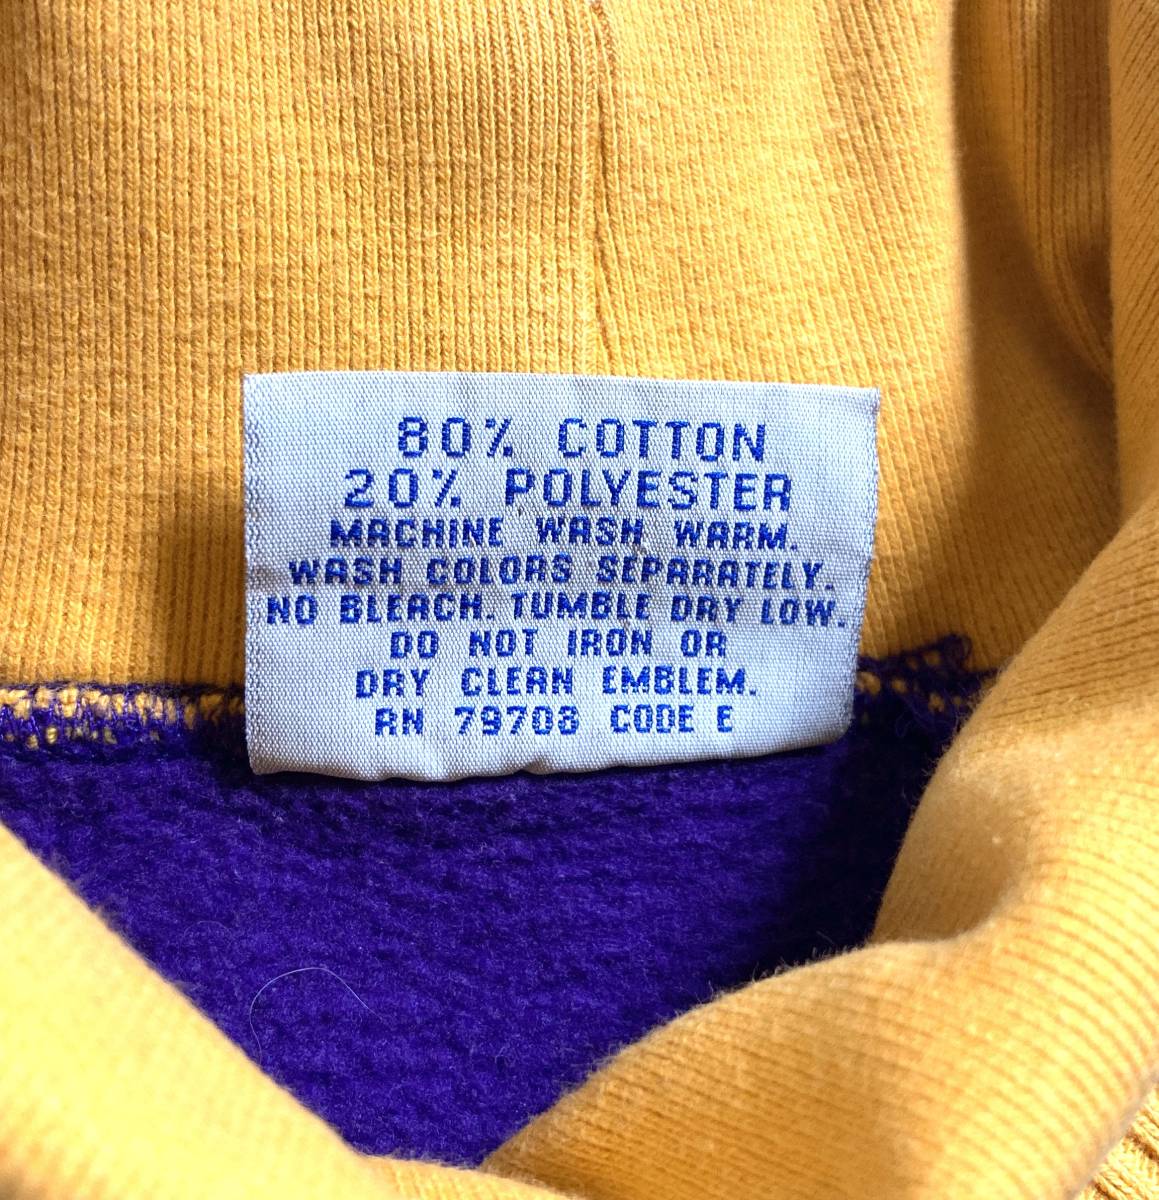 80% COTTON
20% POLYESTER
MACHINE WASH WARM.
WASH COLORS SEPARATELY.
NO BLEACH. TUMBLE DRY LOW.
DO NOT IRON OR
DRY CLEAN EMBLEM.
RN 79708 CODE E